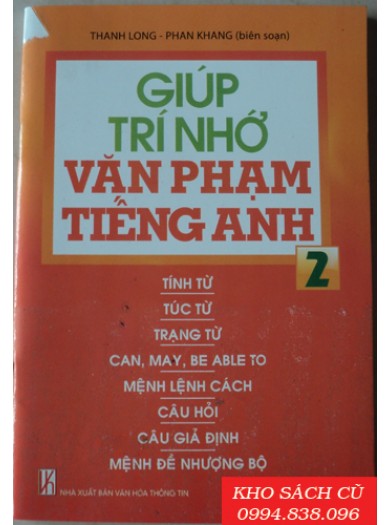 THANH LONG - PHAN KHANG (biên soạn)
GIÚP
TRÍ NHỚ
VĂN PHẠM
TIẾNG ANH
2
TÍNH TỪ
TÚC TỪ
TRẠNG TỪ
CAN, MAY, BE ABLE TO
MỆNH LỆNH CÁCH
CÂU HỎI
CÂU GIẢ ĐỊNH
MỆNH ĐỀ NHƯỢNG BỘ
NHÀ XUẤT BẢN VĂN HÓA THÔNG TIN
KHO SÁCH CŨ
0994.838.096